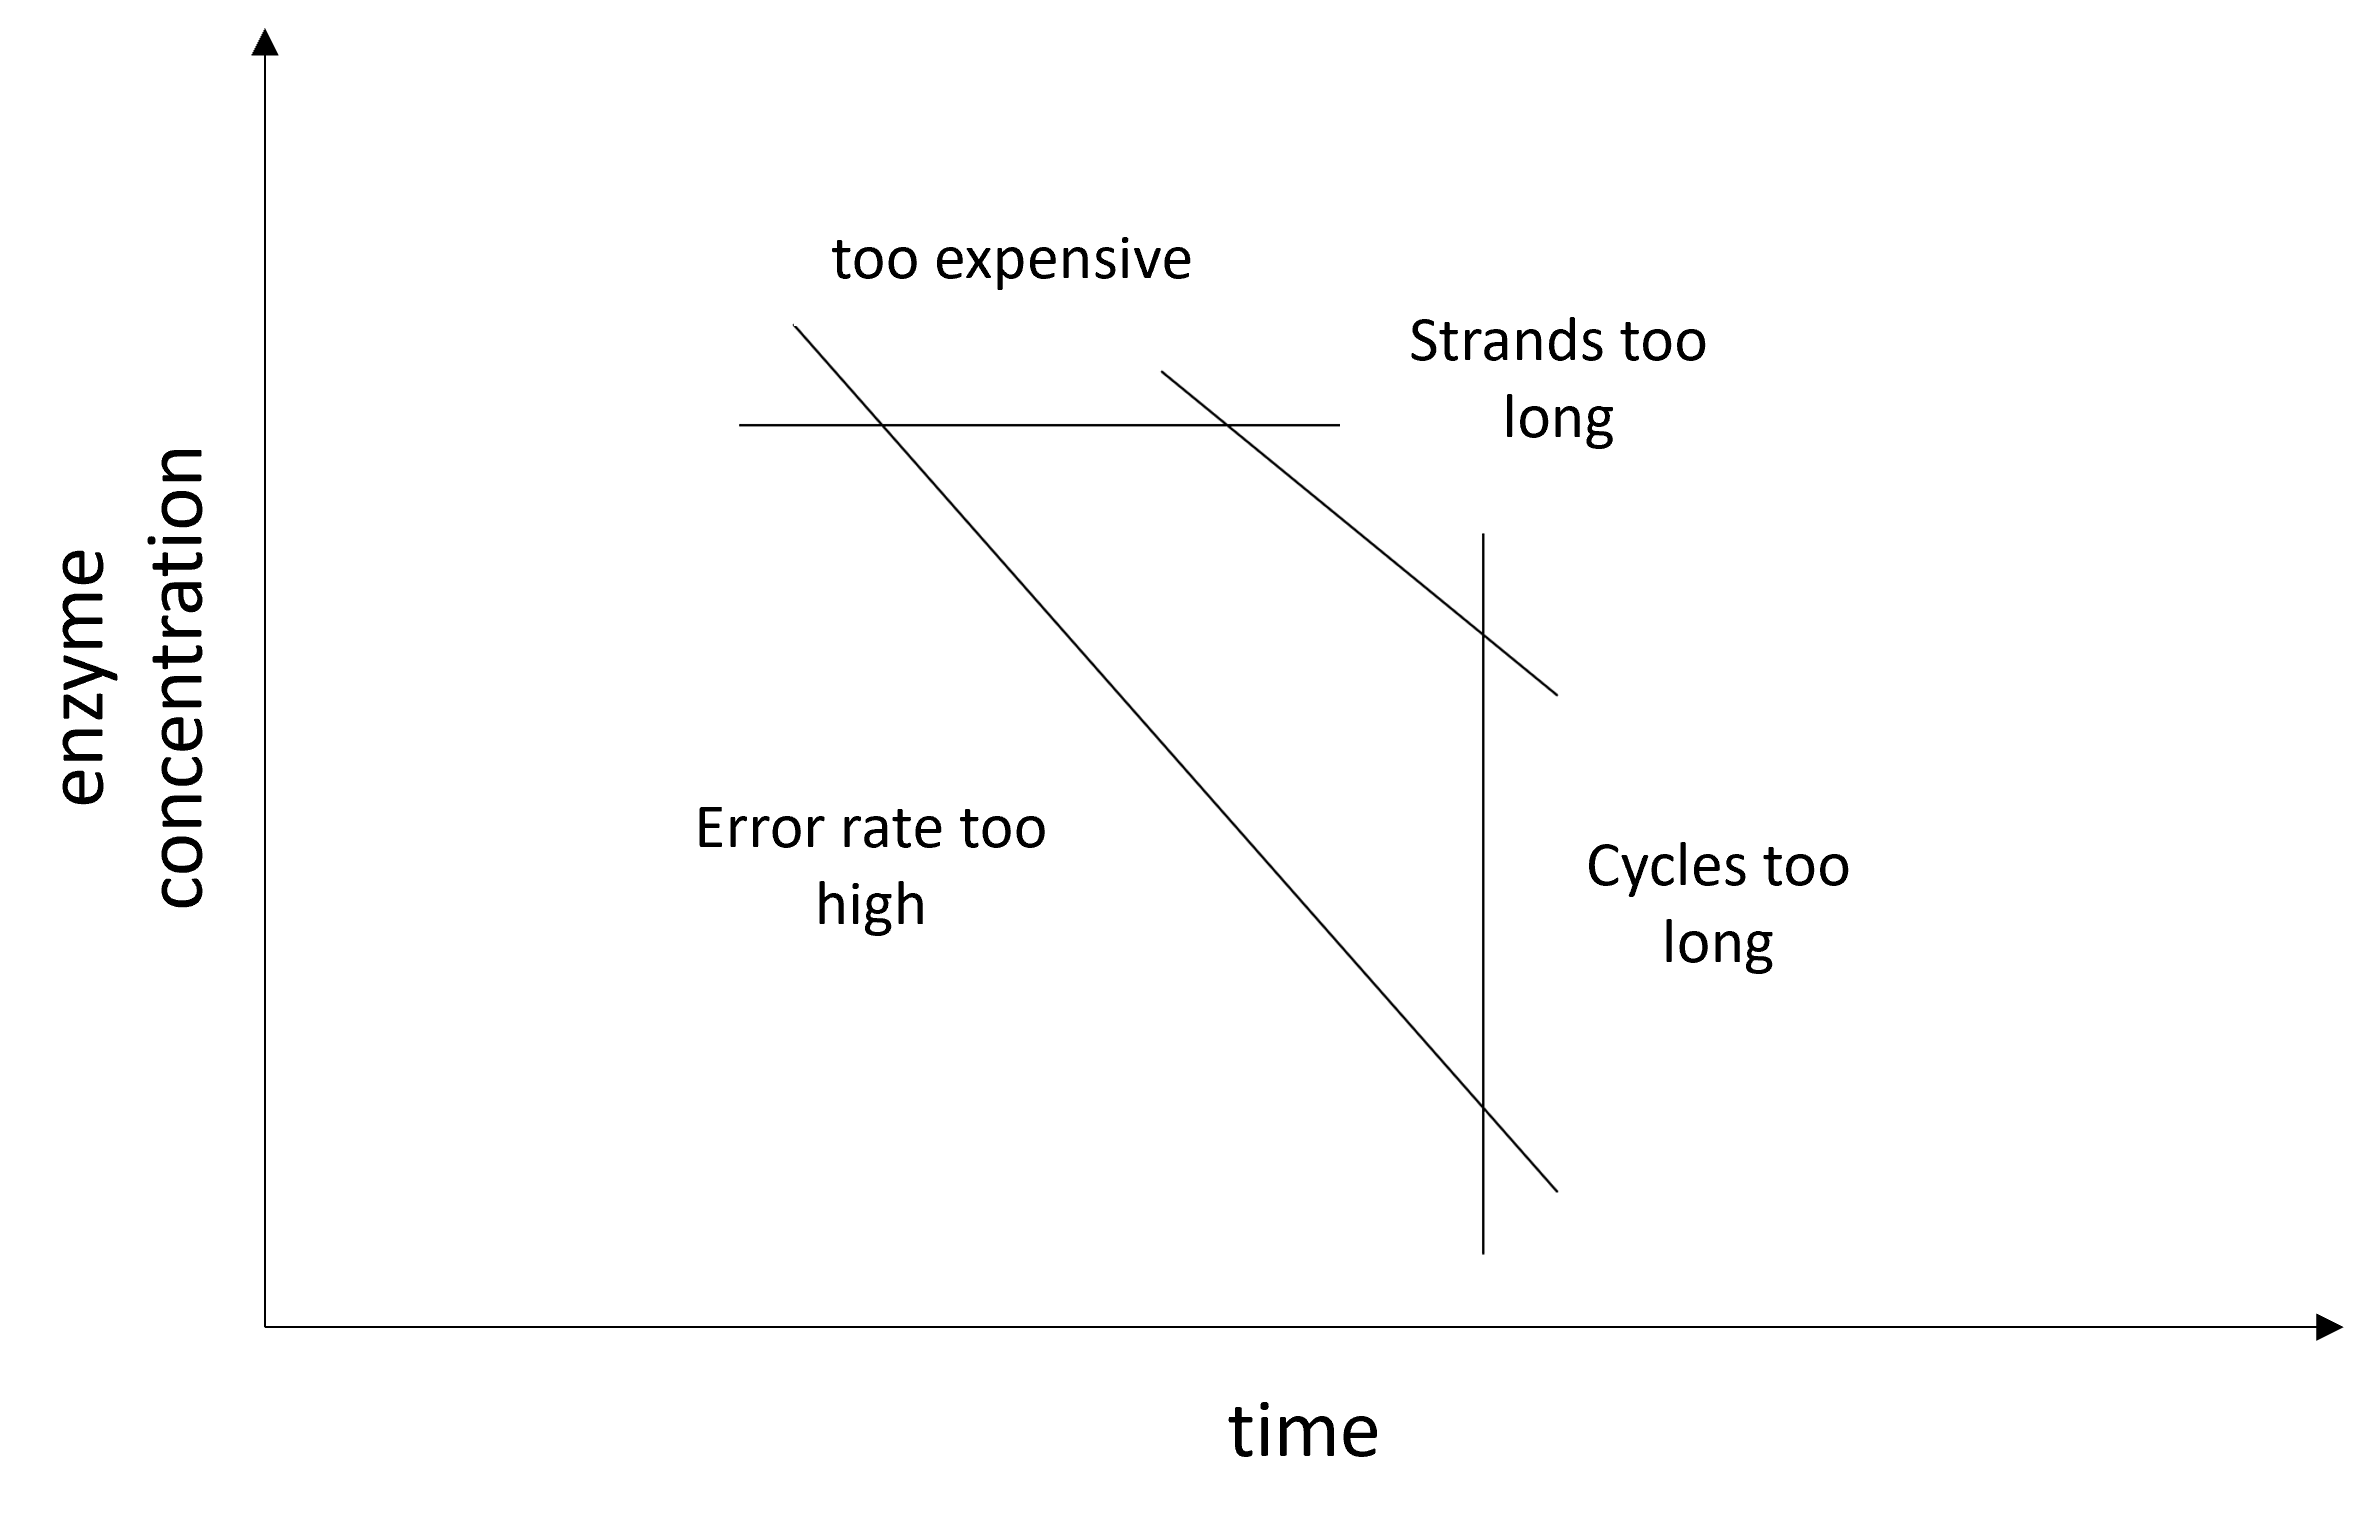 too expensive
Strands too
long
enzyme
concentration
Error rate too
high
Cycles too
long
time